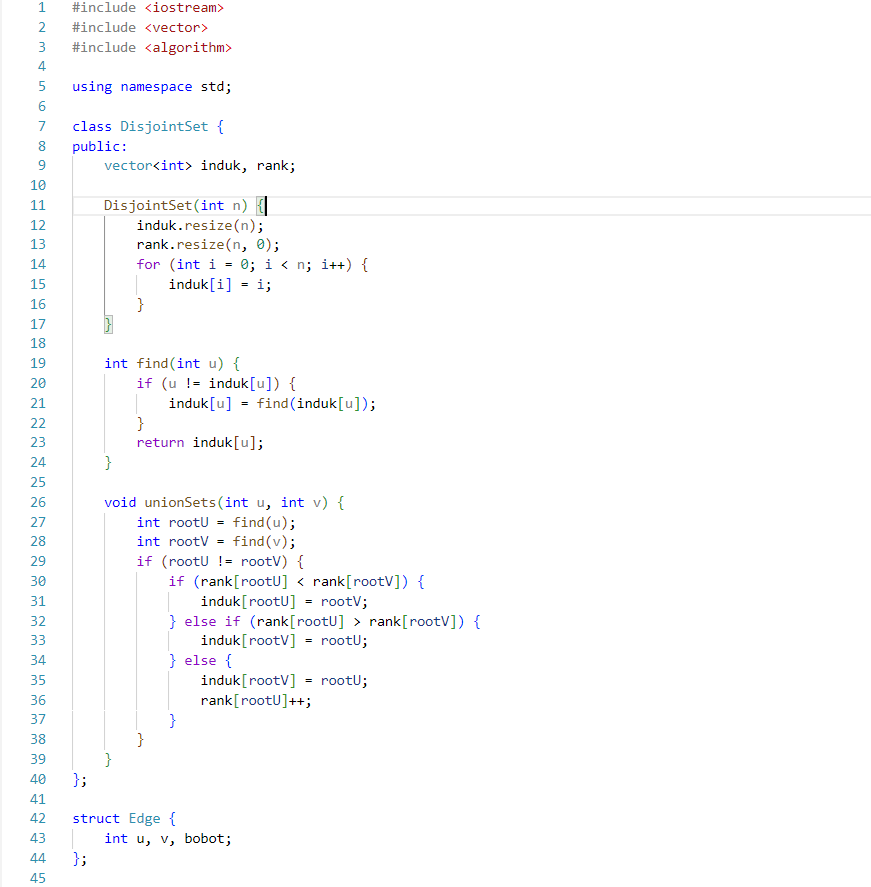 1 #include <iostream>
2 #include <vector>
3 #include <algorithm>
4
5 using namespace std;
6
7 class DisjointSet {
8 public:
9     vector<int> induk, rank;
10
11     DisjointSet(int n) {
12         induk.resize(n);
13         rank.resize(n, 0);
14         for (int i = 0; i < n; i++) {
15             induk[i] = i;
16         }
17     }
18
19     int find(int u) {
20         if (u != induk[u]) {
21             induk[u] = find(induk[u]);
22         }
23         return induk[u];
24     }
25
26     void unionSets(int u, int v) {
27         int rootU = find(u);
28         int rootV = find(v);
29         if (rootU != rootV) {
30             if (rank[rootU] < rank[rootV]) {
31                 induk[rootU] = rootV;
32             } else if (rank[rootU] > rank[rootV]) {
33                 induk[rootV] = rootU;
34             } else {
35                 induk[rootV] = rootU;
36                 rank[rootU]++;
37             }
38         }
39     }
40 };
41
42 struct Edge {
43     int u, v, bobot;
44 };
45